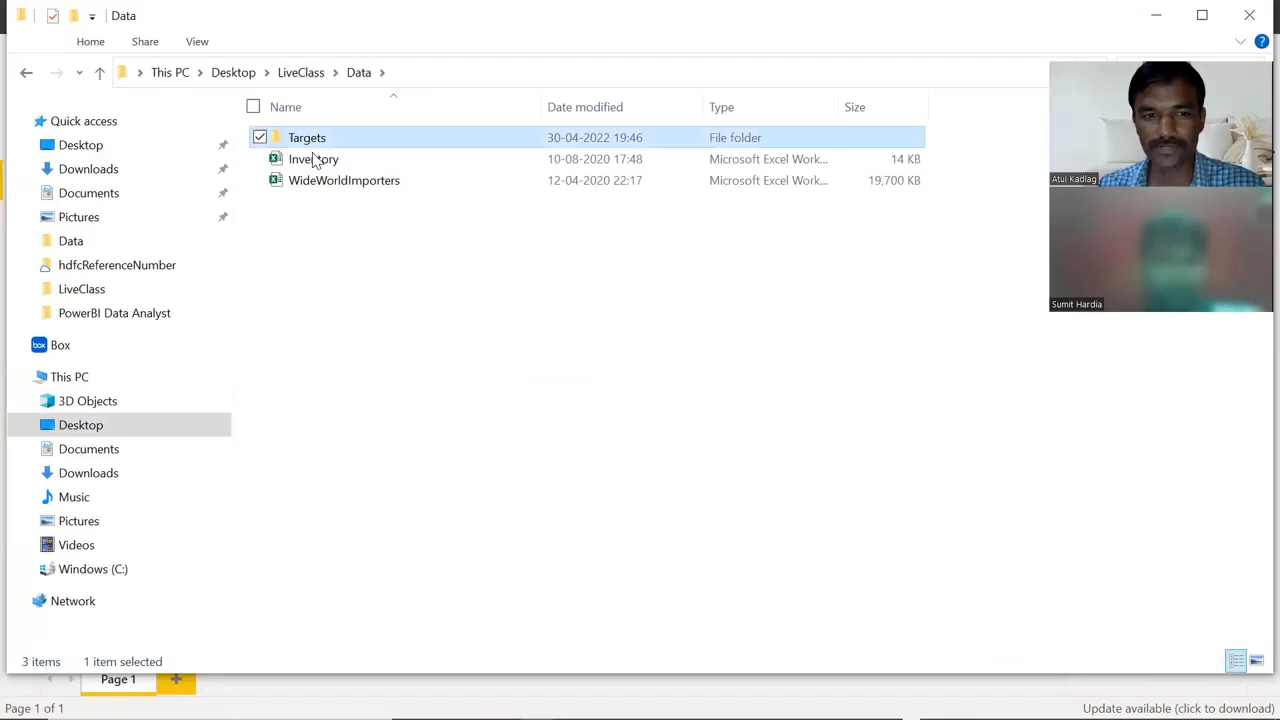 Data
Home Share View
This PC Desktop LiveClass Data
Name Date modified Type Size
Quick access
Desktop
Downloads
Documents
Pictures
Data
hdfcReferenceNumber
LiveClass
PowerBI Data Analyst
box Box
This PC
3D Objects
Desktop
Documents
Downloads
Music
Pictures
Videos
Windows (C:)
Network
Targets 30-04-2022 19:46 File folder
Inventory 10-08-2020 17:48 Microsoft Excel Work... 14 KB
WideWorldImporters 12-04-2020 22:17 Microsoft Excel Work... 19,700 KB
Atul Kadlag
Sumit Hardia
3 items 1 item selected
Page 1
Page 1 of 1 Update available (click to download)